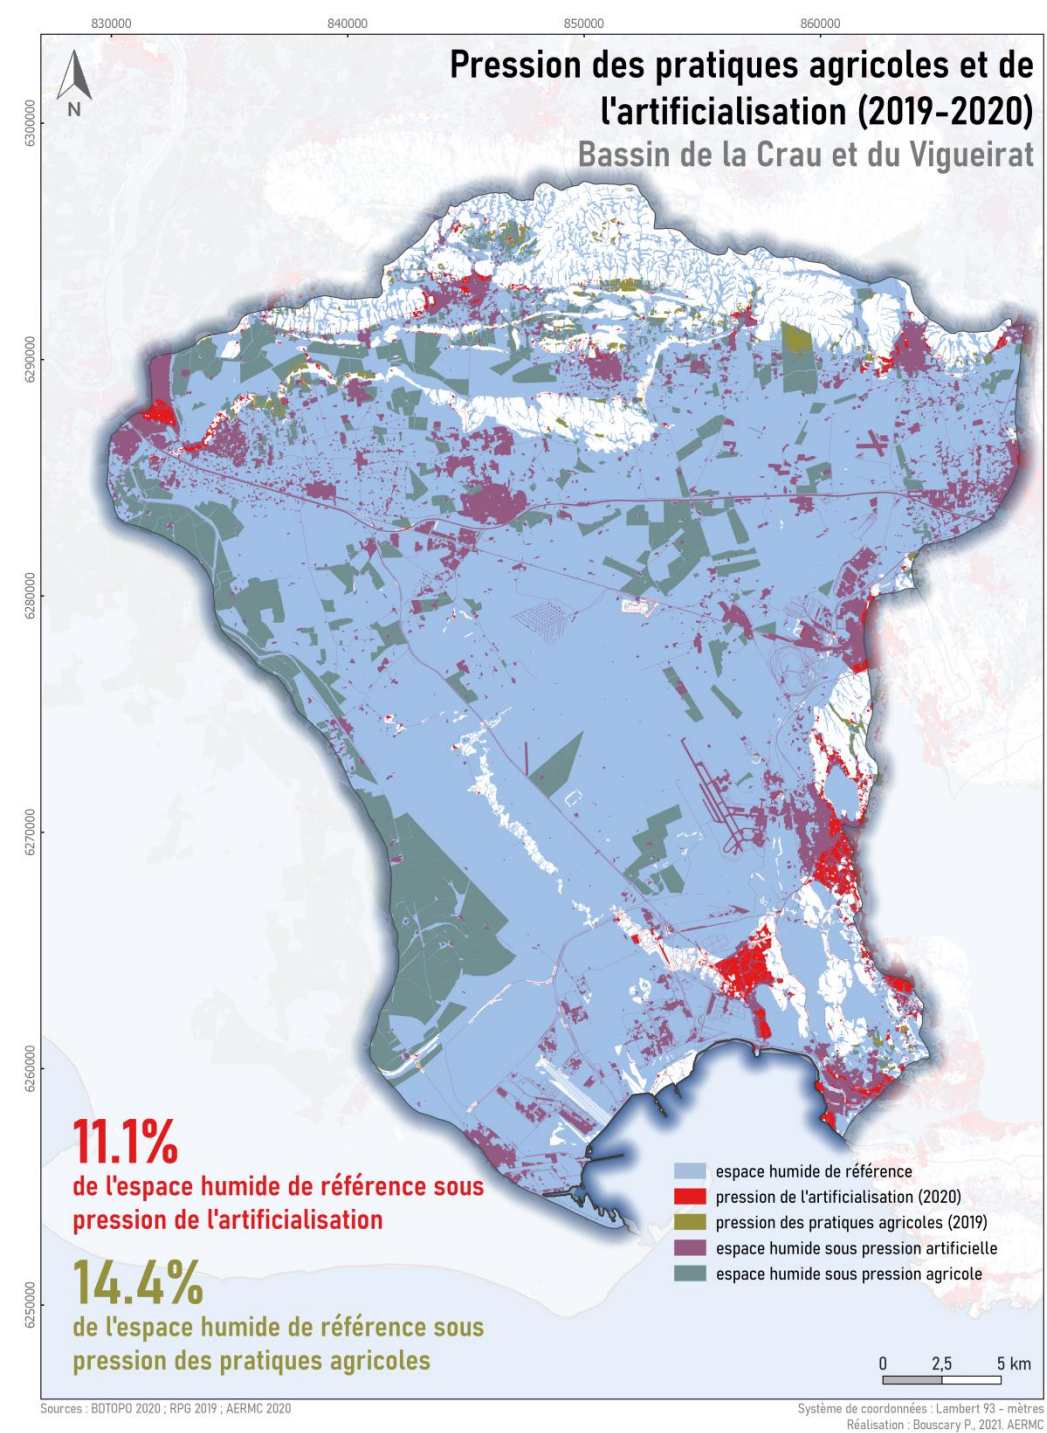 830000
840000
850000
860000
Pression des pratiques agricoles et de
l'artificialisation (2019-2020)
Bassin de la Crau et du Vigueirat
N
6300000
6290000
6280000
6270000
6260000
6250000
11.1%
de l'espace humide de référence sous
pression de l'artificialisation
14.4%
de l'espace humide de référence sous
pression des pratiques agricoles
espace humide de référence
pression de l'artificialisation (2020)
pression des pratiques agricoles (2019)
espace humide sous pression artificielle
espace humide sous pression agricole
0 2,5 5 km
Sources : BDTOPO 2020 ; RPG 2019 ; AERMC 2020
Système de coordonnées : Lambert 93 - mètres
Réalisation : Bouscary P., 2021. AERMC